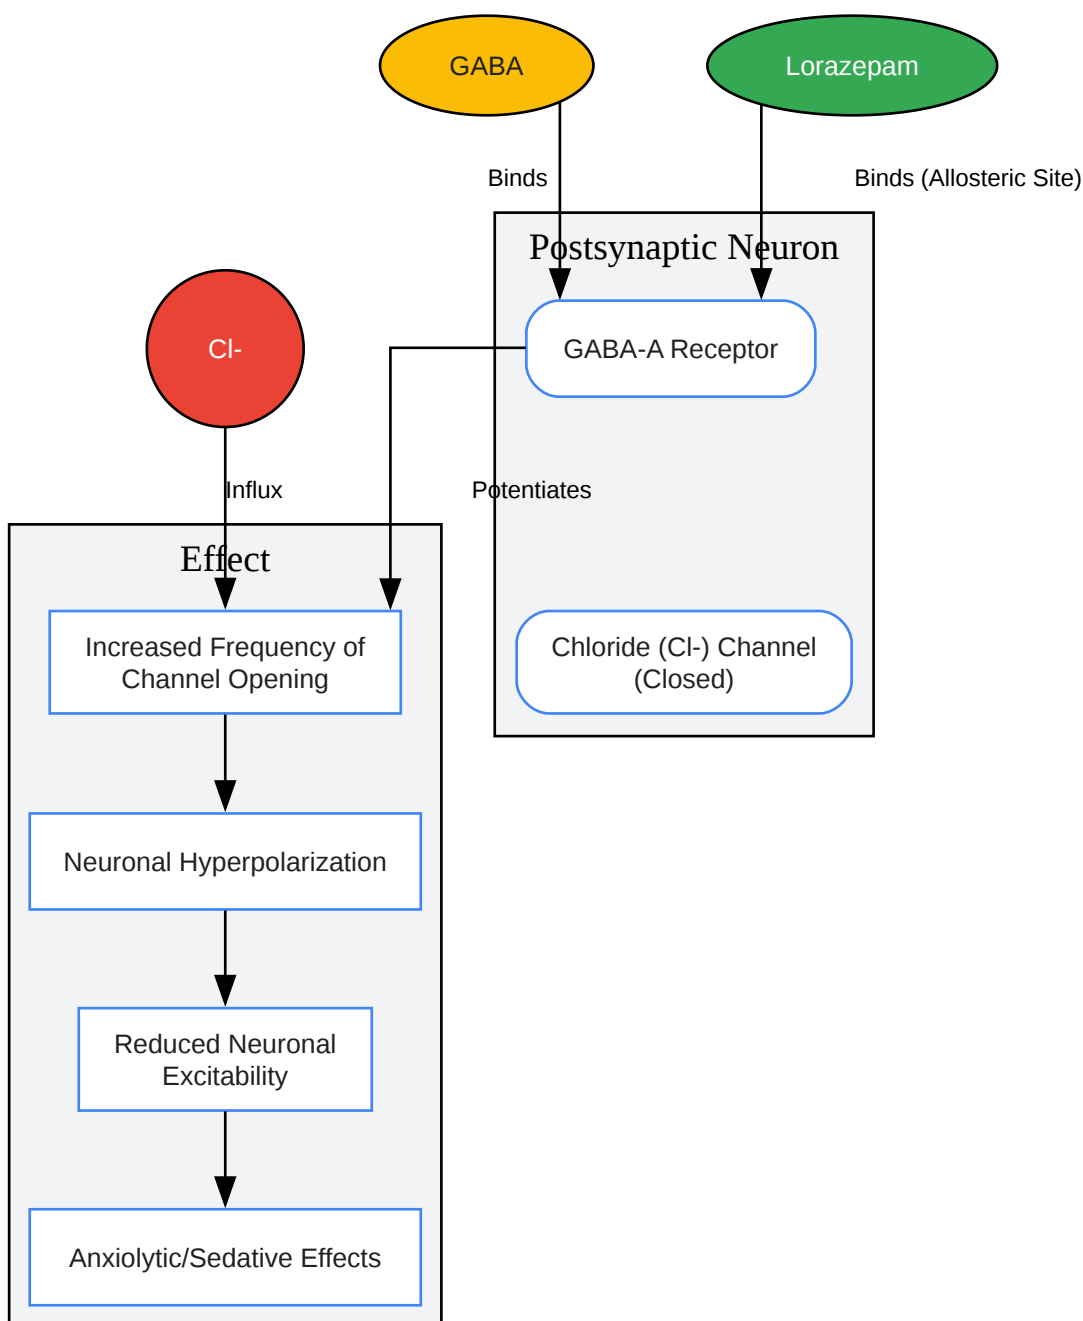 GABA
Lorazepam
Binds
Binds (Allosteric Site)
Postsynaptic Neuron
GABA-A Receptor
Cl-
Influx
Potentiates
Effect
Increased Frequency of
Channel Opening
Chloride (Cl-) Channel
(Closed)
Neuronal Hyperpolarization
Reduced Neuronal
Excitability
Anxiolytic/Sedative Effects